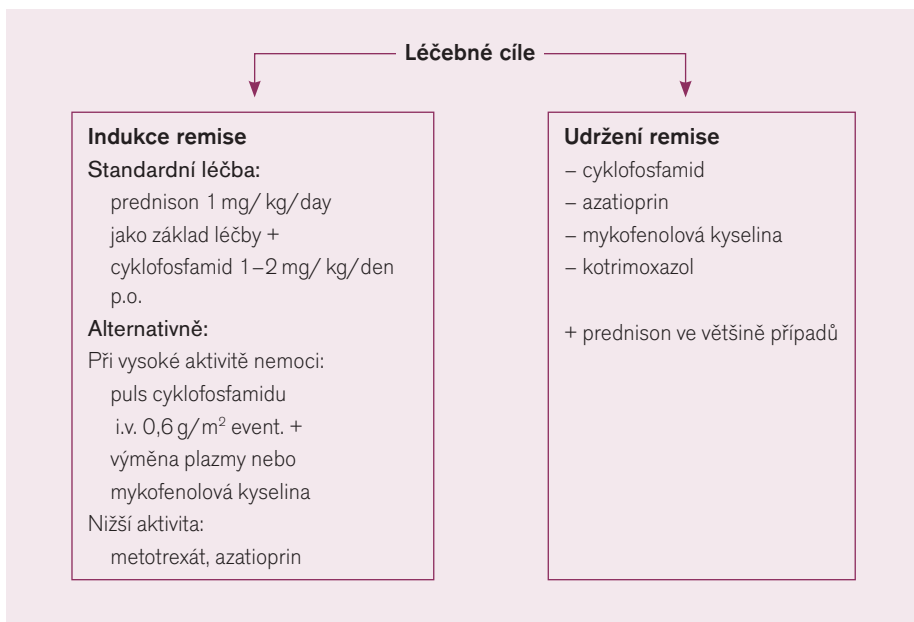 Léčebné cíle
Indukce remise
Standardní léčba:
prednison 1 mg/kg/day
jako základ léčby +
cyklofosfamid 1–2 mg/kg/den
p.o.
Alternativně:
Při vysoké aktivitě nemoci:
puls cyklofosfamidu
i.v. 0,6 g/m² event. +
výměna plazmy nebo
mykofenolová kyselina
Nižší aktivita:
metotrexát, azatioprin
Udržení remise
– cyklofosfamid
– azatioprin
– mykofenolová kyselina
– kotrimoxazol
+ prednison ve většině případů